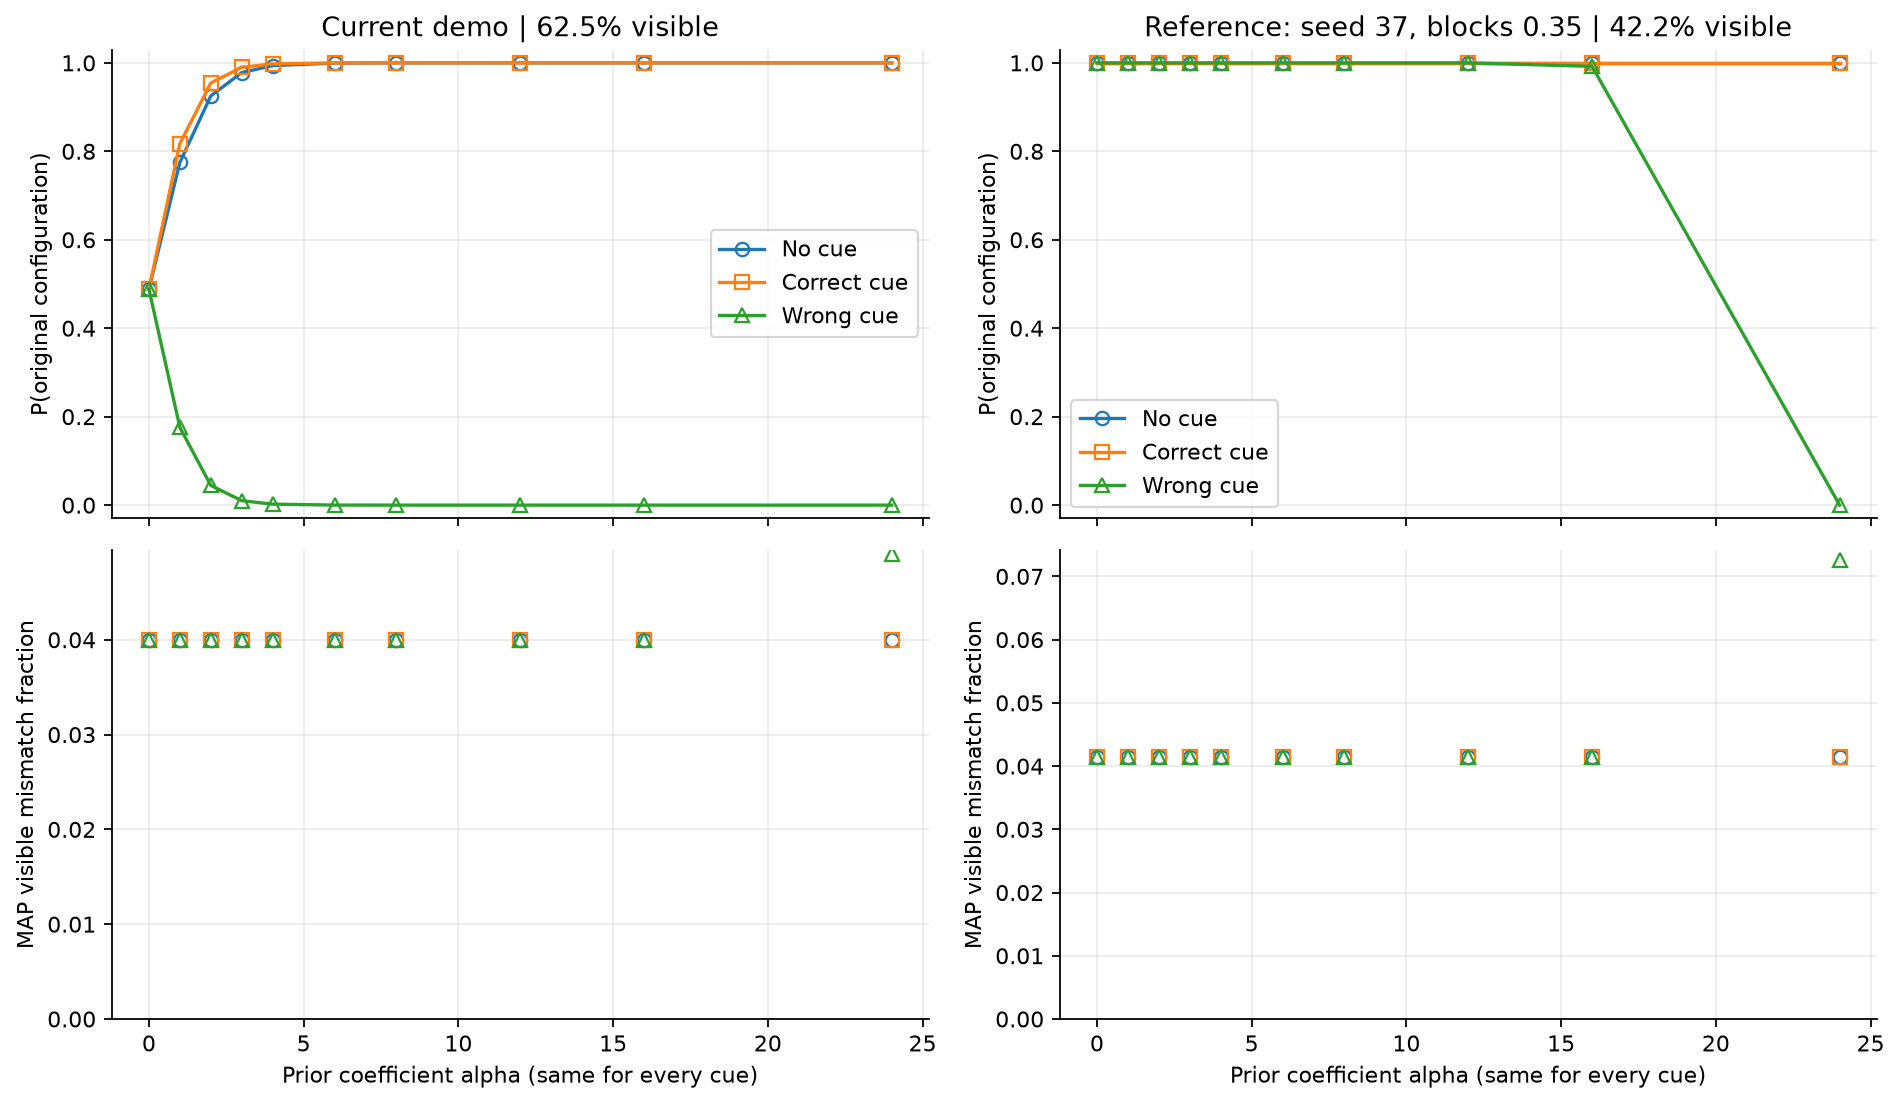 Current demo | 62.5% visible
P(original configuration)
1.0
0.8
0.6
0.4
0.2
0.0
No cue
Correct cue
Wrong cue
Reference: seed 37, blocks 0.35 | 42.2% visible
P(original configuration)
1.0
0.8
0.6
0.4
0.2
0.0
No cue
Correct cue
Wrong cue
MAP visible mismatch fraction
0.04
0.03
0.02
0.01
0.00
0 5 10 15 20 25
Prior coefficient alpha (same for every cue)
MAP visible mismatch fraction
0.07
0.06
0.05
0.04
0.03
0.02
0.01
0.00
0 5 10 15 20 25
Prior coefficient alpha (same for every cue)